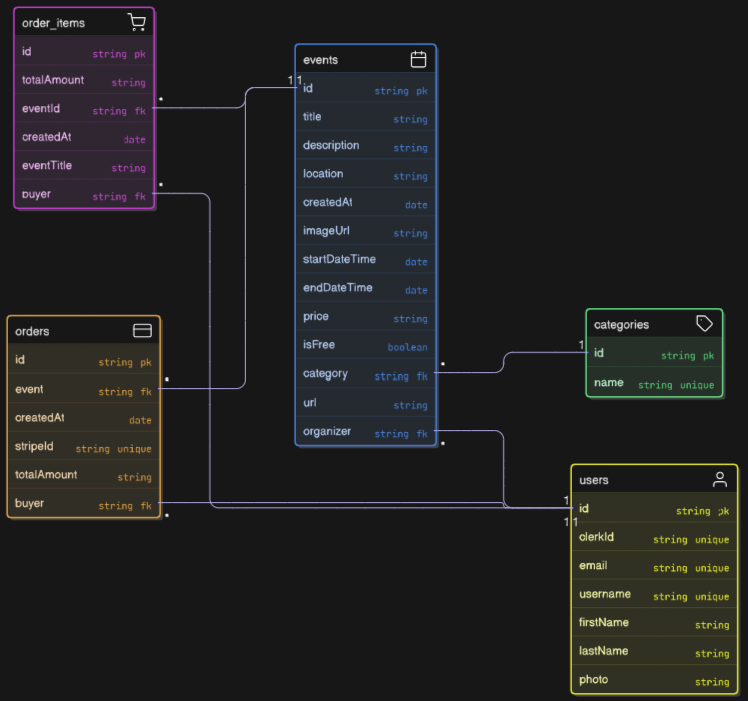 order_items
id string pk
totalAmount string
eventId string fk
createdAt date
eventTitle string
buyer string fk
events
1 1
id string pk
title string
description string
location string
createdAt date
imageUrl string
startDateTime date
endDateTime date
price string
isFree boolean
category string fk
url string
organizer string fk
orders
id string pk
event string fk
createdAt date
stripeId string unique
totalAmount string
buyer string fk
categories
1
id string pk
name string unique
users
1
id string pk
1 1
clerkId string unique
email string unique
username string unique
firstName string
lastName string
photo string